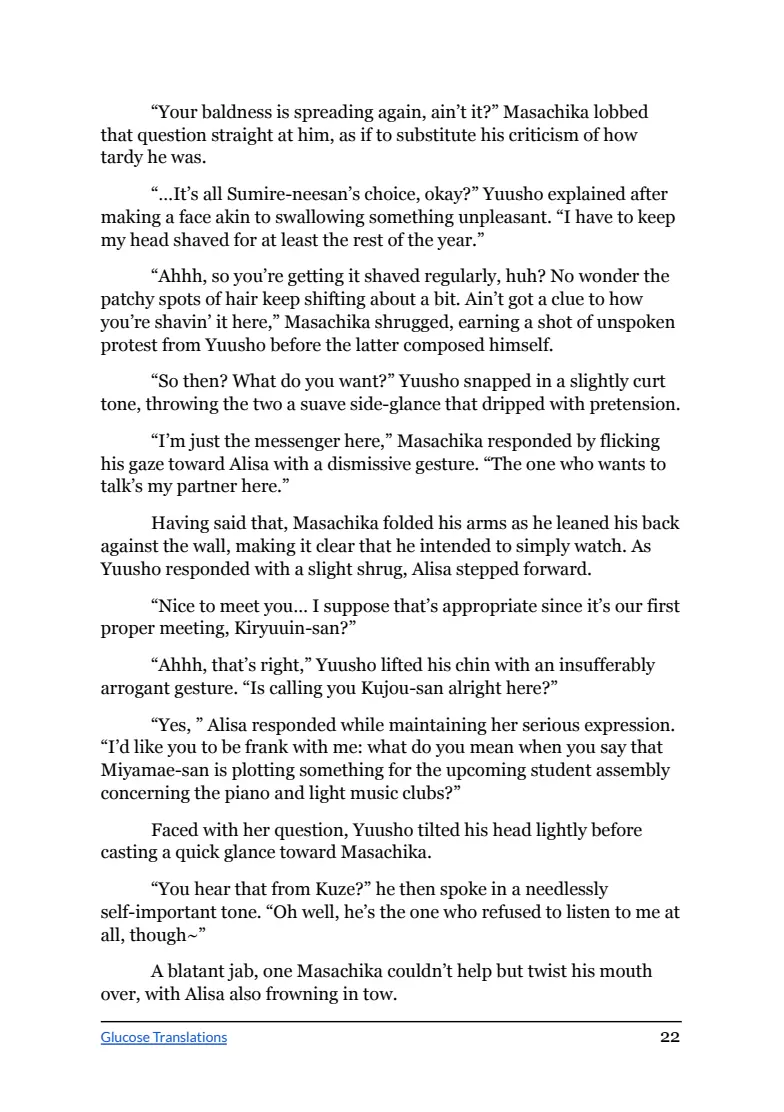 “Your baldness is spreading again, ain’t it?” Masachika lobbed
that question straight at him, as if to substitute his criticism of how
tardy he was.
“…It’s all Sumire-neesan’s choice, okay?” Yuusho explained after
making a face akin to swallowing something unpleasant. “I have to keep
my head shaved for at least the rest of the year.”
“Ahhh, so you’re getting it shaved regularly, huh? No wonder the
patchy spots of hair keep shifting about a bit. Ain’t got a clue to how
you’re shavin’ it here,” Masachika shrugged, earning a shot of unspoken
protest from Yuusho before the latter composed himself.
“So then? What do you want?” Yuusho snapped in a slightly curt
tone, throwing the two a suave side-glance that dripped with pretension.
“I’m just the messenger here,” Masachika responded by flicking
his gaze toward Alisa with a dismissive gesture. “The one who wants to
talk’s my partner here.”
Having said that, Masachika folded his arms as he leaned his back
against the wall, making it clear that he intended to simply watch. As
Yuusho responded with a slight shrug, Alisa stepped forward.
“Nice to meet you… I suppose that’s appropriate since it’s our first
proper meeting, Kiryuuin-san?”
“Ahhh, that’s right,” Yuusho lifted his chin with an insufferably
arrogant gesture. “Is calling you Kujou-san alright here?”
“Yes, ” Alisa responded while maintaining her serious expression.
“I’d like you to be frank with me: what do you mean when you say that
Miyamae-san is plotting something for the upcoming student assembly
concerning the piano and light music clubs?”
Faced with her question, Yuusho tilted his head lightly before
casting a quick glance toward Masachika.
“You hear that from Kuze?” he then spoke in a needlessly
self-important tone. “Oh well, he’s the one who refused to listen to me at
all, though~”
A blatant jab, one Masachika couldn’t help but twist his mouth
over, with Alisa also frowning in tow.
Glucose Translations 22